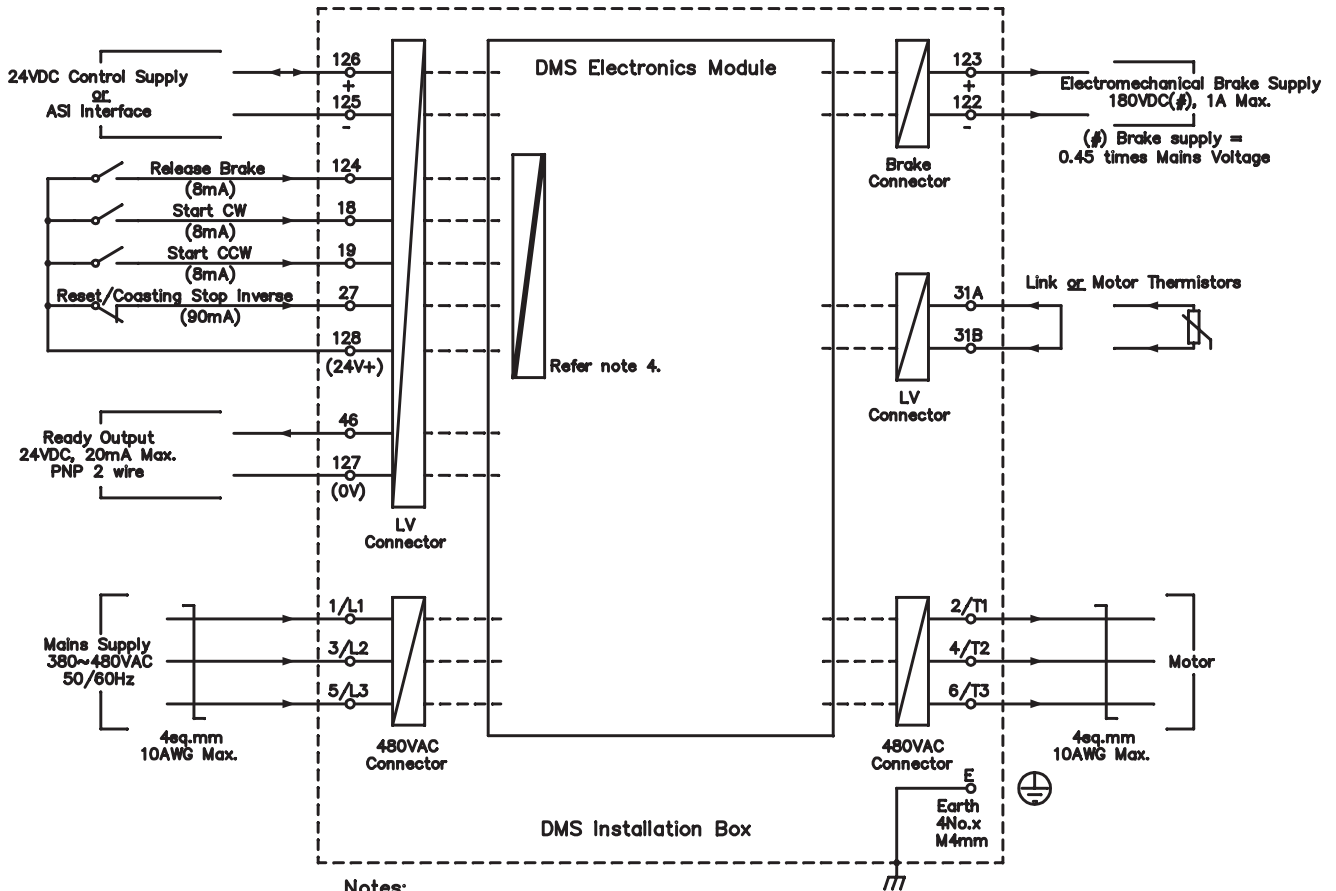 24VDC Control Supply
or
ASI Interface
126
+
125
-
DMS Electronics Module
123
+
122
-
Electromechanical Brake Supply
180VDC(#), 1A Max.
(#) Brake supply =
0.45 times Mains Voltage
Brake
Connector
Release Brake
(8mA)
124
Start CW
(8mA)
18
Start CCW
(8mA)
19
Reset/Coasting Stop Inverse
(90mA)
27
128
(24V+)
Refer note 4.
31A
31B
Link or Motor Thermistors
LV
Connector
Ready Output
24VDC, 20mA Max.
PNP 2 wire
46
127
(0V)
LV
Connector
Mains Supply
380~480VAC
50/60Hz
1/L1
3/L2
5/L3
4sq.mm
10AWG Max.
480VAC
Connector
2/T1
4/T2
6/T3
Motor
480VAC
Connector
4sq.mm
10AWG Max.
E
Earth
4No.x
M4mm
DMS Installation Box
Notes: